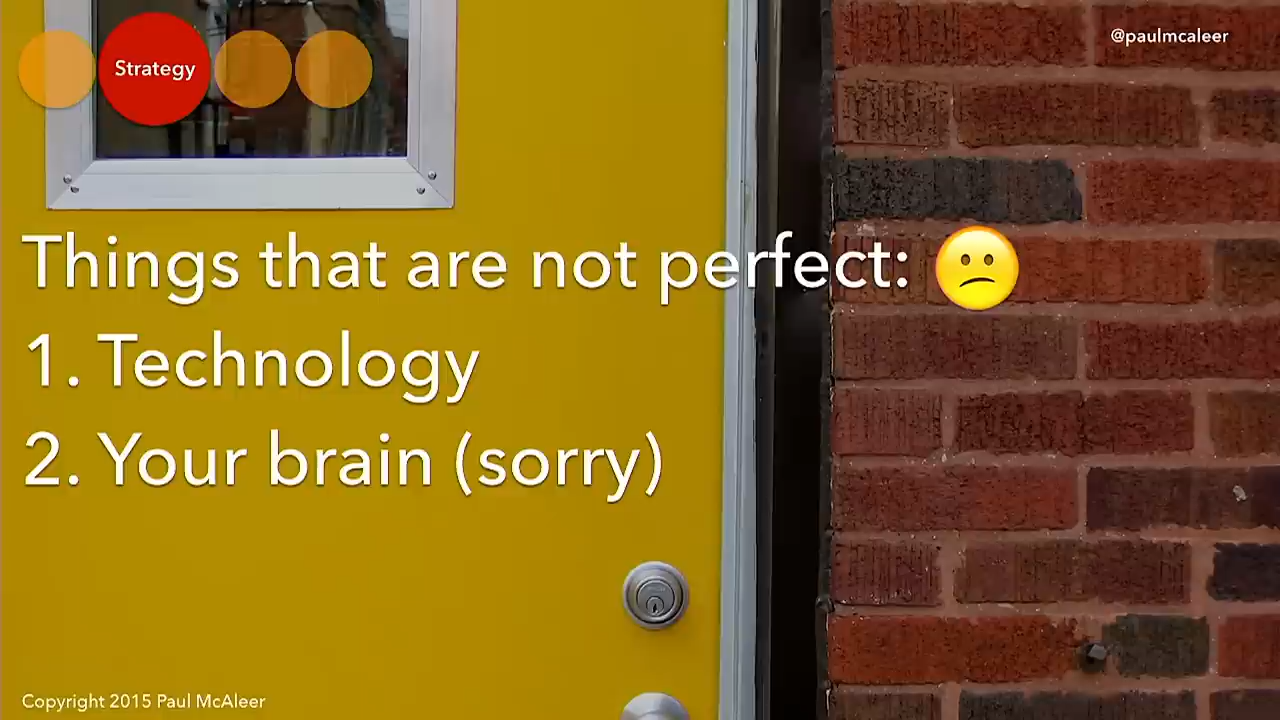 Strategy
@paulmcaleer
Things that are not perfect: 😕
1. Technology
2. Your brain (sorry)
Copyright 2015 Paul McAleer